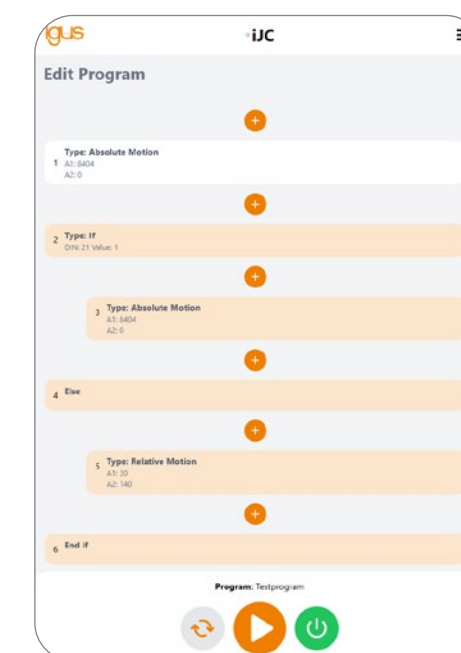 igus
iJC
Edit Program
Type: Absolute Motion
1 A1: 8404
A2: 0
2 Type: If
DIN: 21 Value: 1
3 Type: Absolute Motion
A1: 8404
A2: 0
4 Else
5 Type: Relative Motion
A1: 30
A2: 140
6 End if
Program: Testprogram